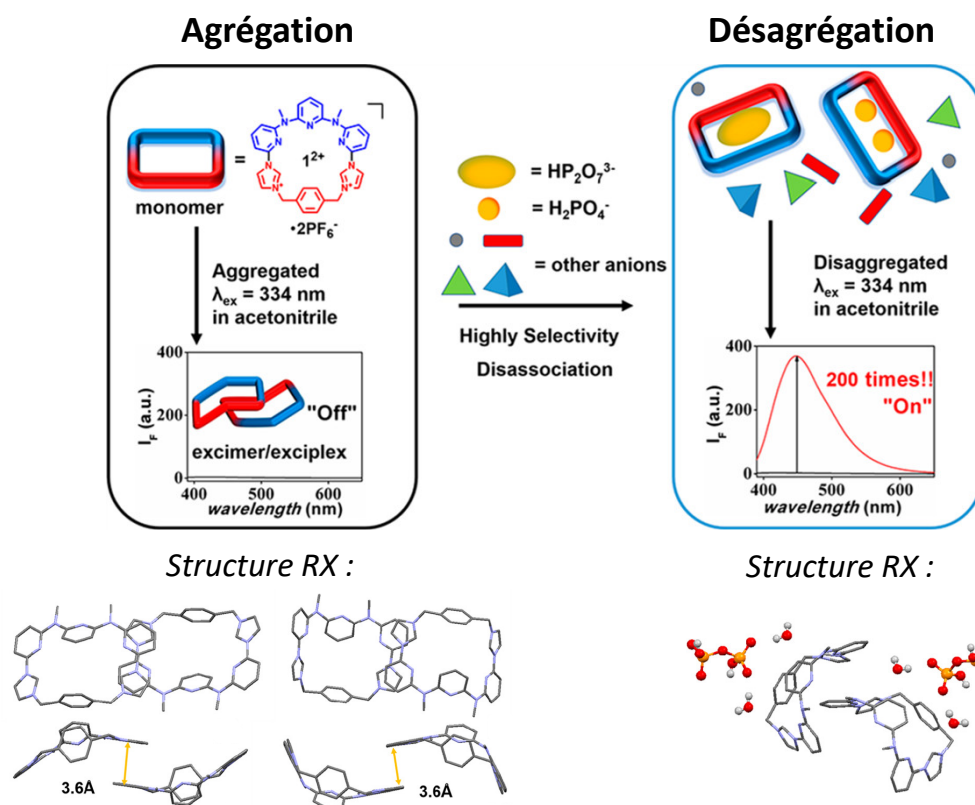 Agrégation
Désagrégation
N
N
N
N
N
1²⁺
N
N
N⁺
N⁺
•2PF₆⁻
=
monomer
Aggregated
λₑₓ = 334 nm
in acetonitrile
400
200
0
I_F (a.u.)
"Off"
excimer/exciplex
400
500
600
wavelength (nm)
= HP₂O₇³⁻
= H₂PO₄⁻
= other anions
Highly Selectivity
Disassociation
Disaggregated
λₑₓ = 334 nm
in acetonitrile
400
200
0
I_F (a.u.)
200 times!!
"On"
400
500
600
wavelength (nm)
Structure RX :
Structure RX :
3.6Å
3.6Å